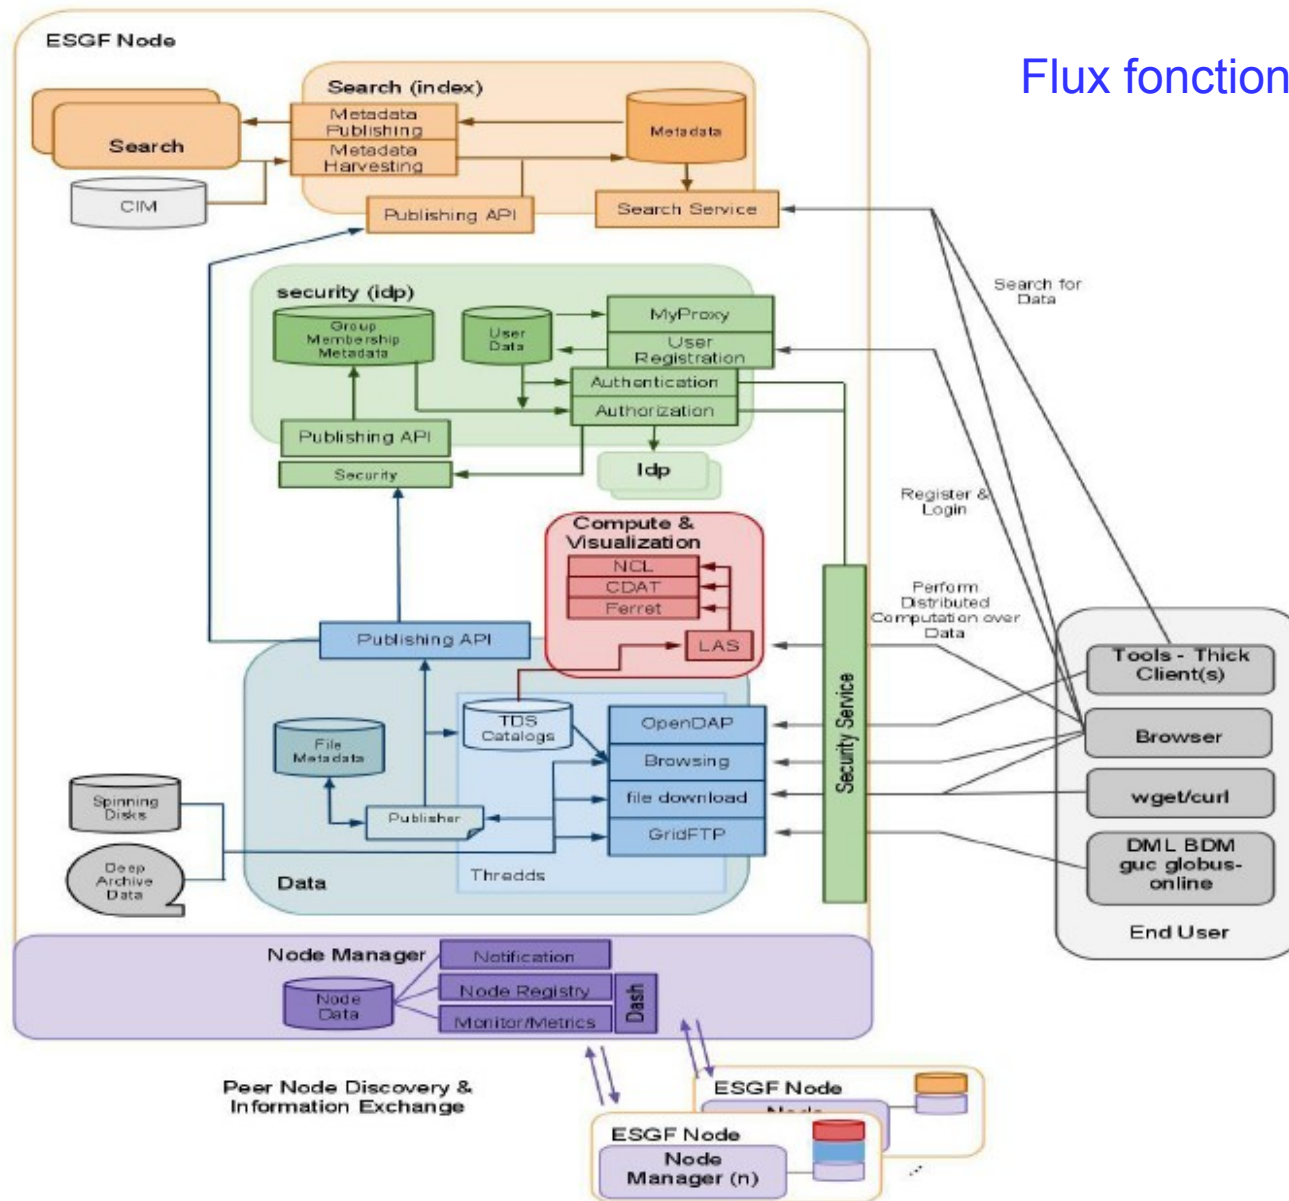 ESGF Node
Flux fonction
Search (index)
Metadata
Publishing
Metadata
Harvesting
Metadata
Search
CIM
Publishing API
Search Service
Search for
Data
security (idp)
Group
Membership
Metadata
User
Data
MyProxy
User
Registration
Authentication
Authorization
Publishing API
Security
Idp
Register &
Login
Compute &
Visualization
NCL
CDAT
Ferret
LAS
Perform
Distributed
Computation over
Data
Security Service
Publishing API
TDS
Catalogs
File
Metadata
Publisher
OpenDAP
Browsing
file download
GridFTP
Thredds
Data
Spinning
Disks
Deep
Archive
Data
Tools - Thick
Client(s)
Browser
wget/curl
DML BDM
guc globus-
online
End User
Node Manager
Node
Data
Notification
Node Registry
Monitor/Metrics
Dash
Peer Node Discovery &
Information Exchange
ESGF Node
ESGF Node
Node
Manager (n)
...